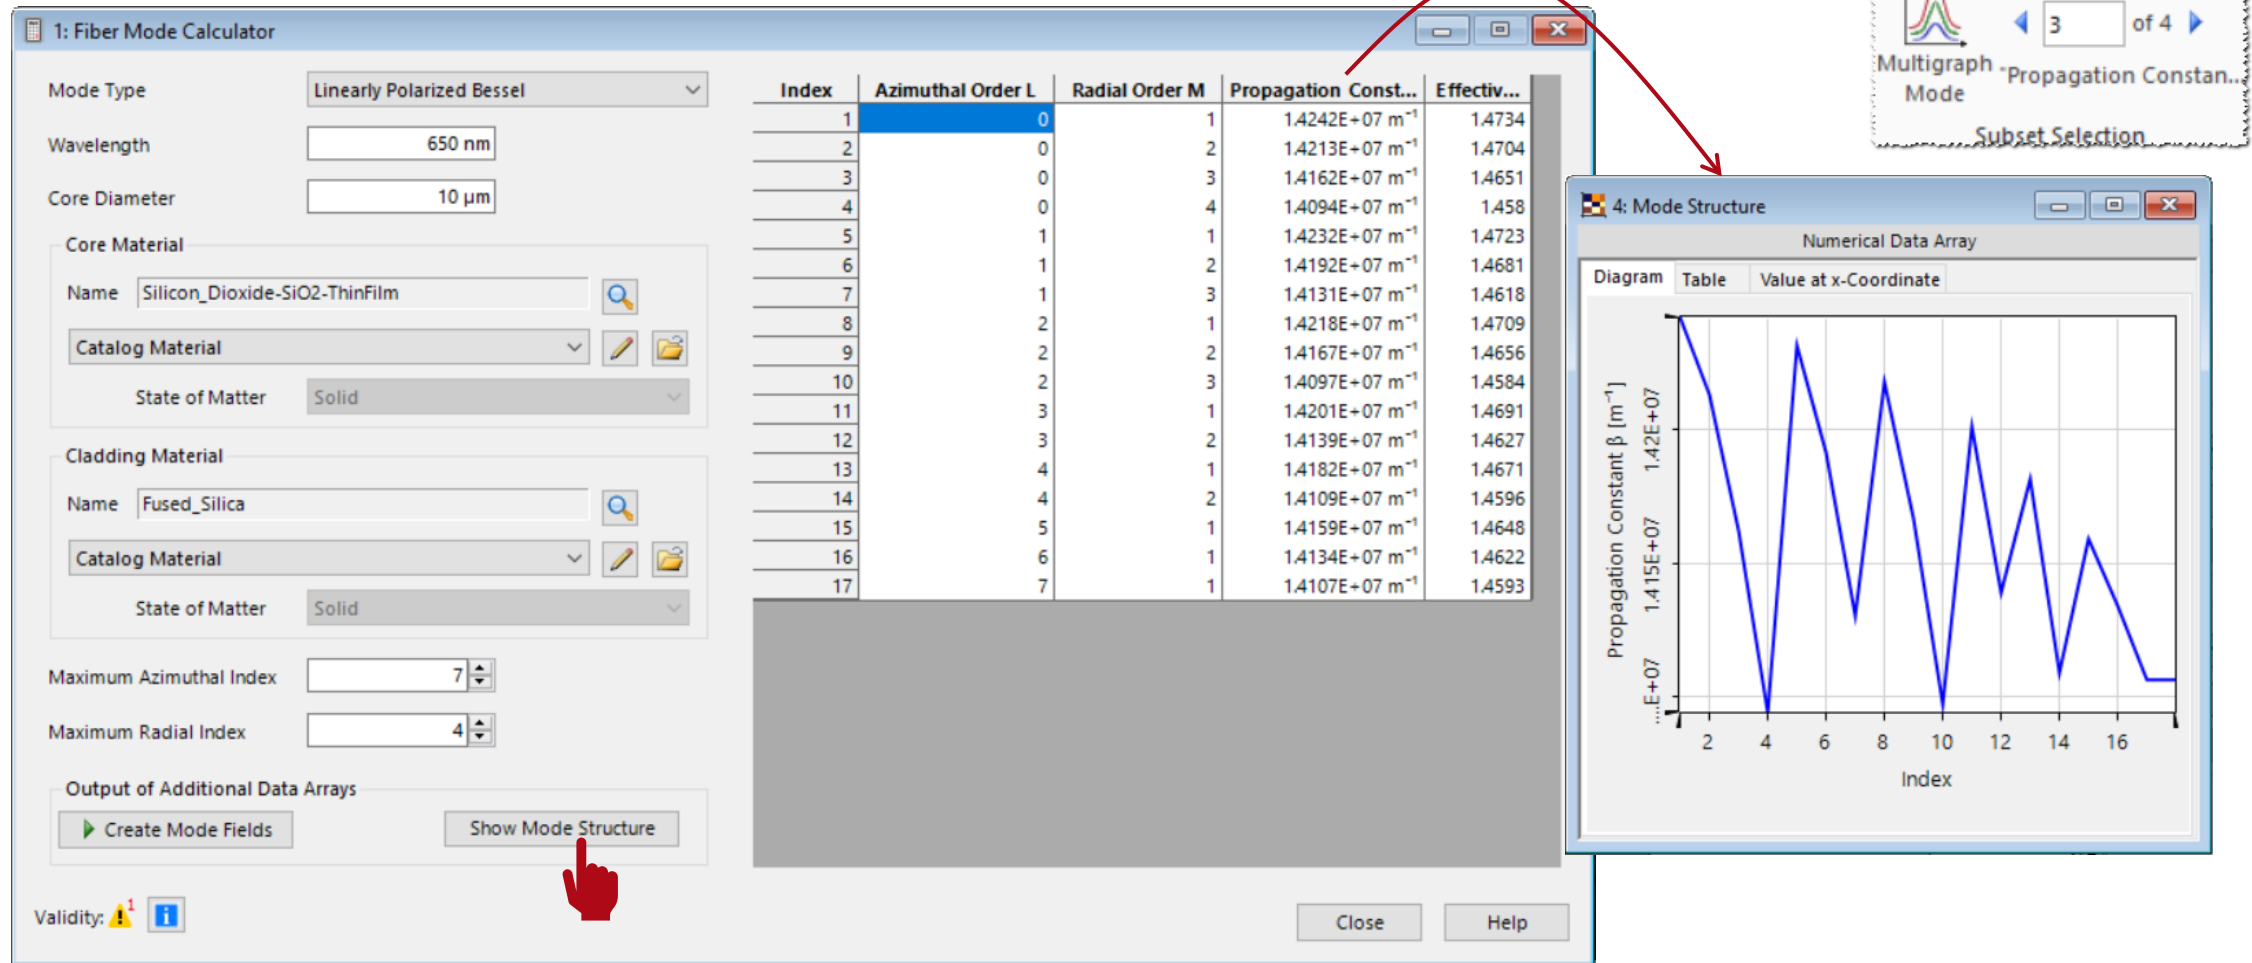 1: Fiber Mode Calculator
Mode Type Linearly Polarized Bessel
Wavelength 650 nm
Core Diameter 10 µm
Core Material
Name Silicon_Dioxide-SiO2-ThinFilm
Catalog Material
State of Matter Solid
Cladding Material
Name Fused_Silica
Catalog Material
State of Matter Solid
Maximum Azimuthal Index 7
Maximum Radial Index 4
Output of Additional Data Arrays
Create Mode Fields Show Mode Structure
Validity: 1
Index Azimuthal Order L Radial Order M Propagation Const... Effectiv...
1 0 1 1.4242E+07 m⁻¹ 1.4734
2 0 2 1.4213E+07 m⁻¹ 1.4704
3 0 3 1.4162E+07 m⁻¹ 1.4651
4 0 4 1.4094E+07 m⁻¹ 1.458
5 1 1 1.4232E+07 m⁻¹ 1.4723
6 1 2 1.4192E+07 m⁻¹ 1.4681
7 1 3 1.4131E+07 m⁻¹ 1.4618
8 2 1 1.4218E+07 m⁻¹ 1.4709
9 2 2 1.4167E+07 m⁻¹ 1.4656
10 2 3 1.4097E+07 m⁻¹ 1.4584
11 3 1 1.4201E+07 m⁻¹ 1.4691
12 3 2 1.4139E+07 m⁻¹ 1.4627
13 4 1 1.4182E+07 m⁻¹ 1.4671
14 4 2 1.4109E+07 m⁻¹ 1.4596
15 5 1 1.4159E+07 m⁻¹ 1.4648
16 6 1 1.4134E+07 m⁻¹ 1.4622
17 7 1 1.4107E+07 m⁻¹ 1.4593
Close Help
3 of 4
Multigraph Mode
Propagation Constan...
Subset Selection
4: Mode Structure
Numerical Data Array
Diagram Table Value at x-Coordinate
Propagation Constant β [m⁻¹]
1.42E+07
1.415E+07
...E+07
2 4 6 8 10 12 14 16
Index